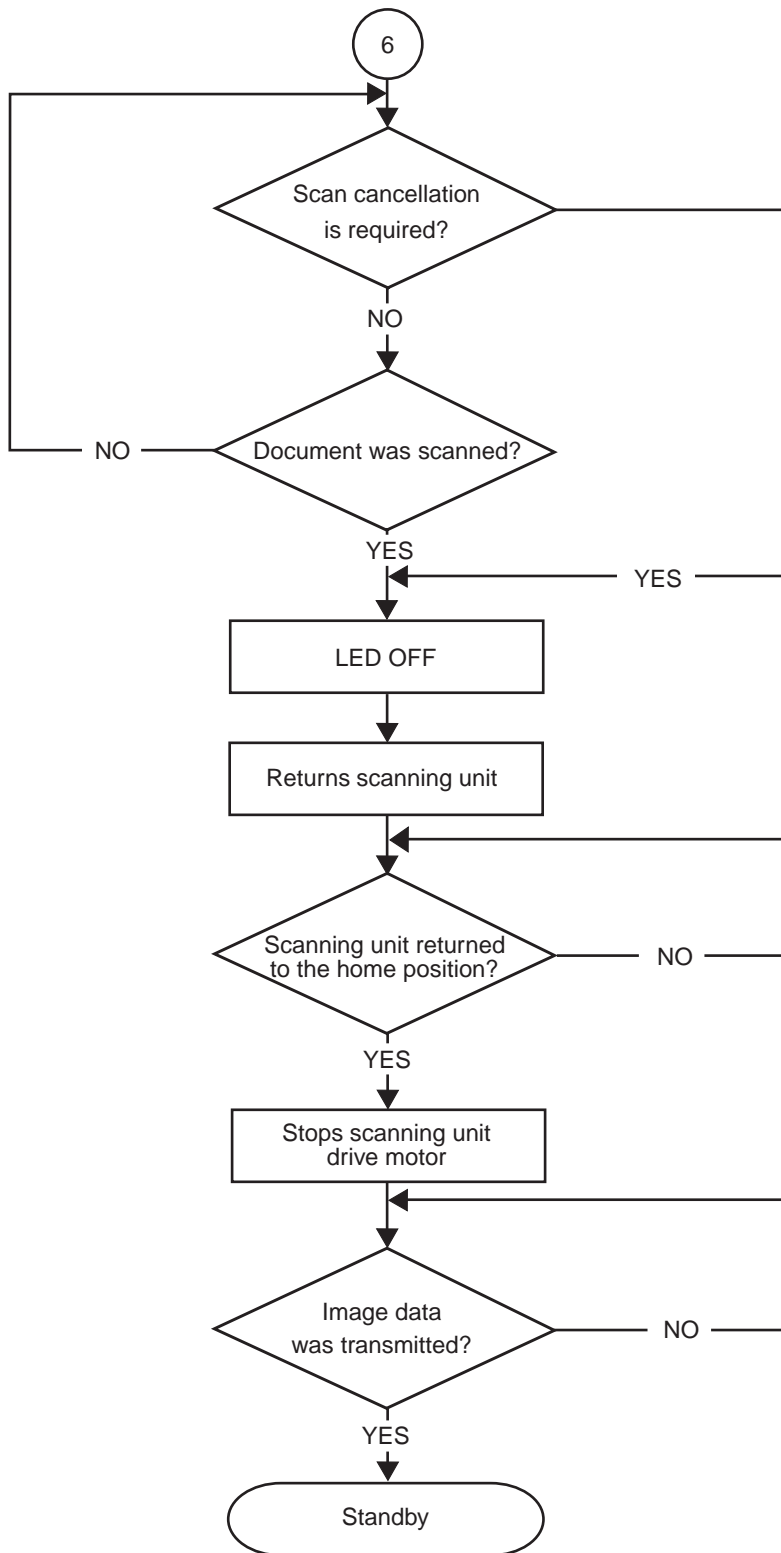 6
Scan cancellation
is required?
NO
NO
Document was scanned?
YES
YES
LED OFF
Returns scanning unit
Scanning unit returned
to the home position?
NO
YES
Stops scanning unit
drive motor
Image data
was transmitted?
NO
YES
Standby